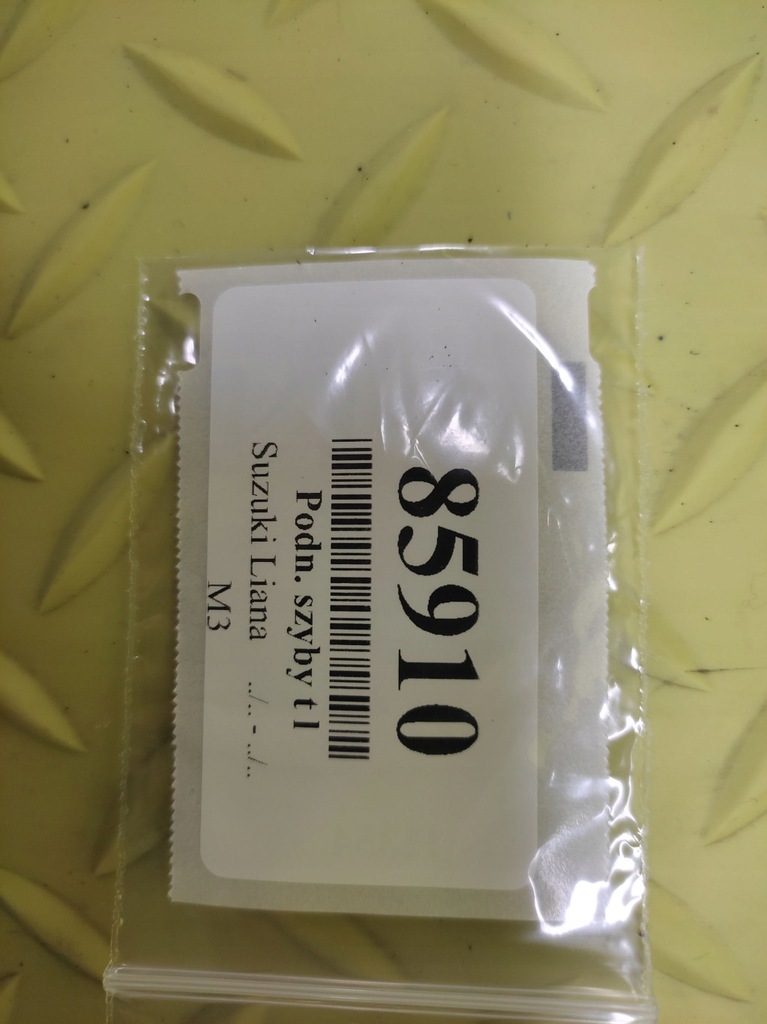 85910
Podn. szyby t l
Suzuki Liana ../.. - ../..
M3